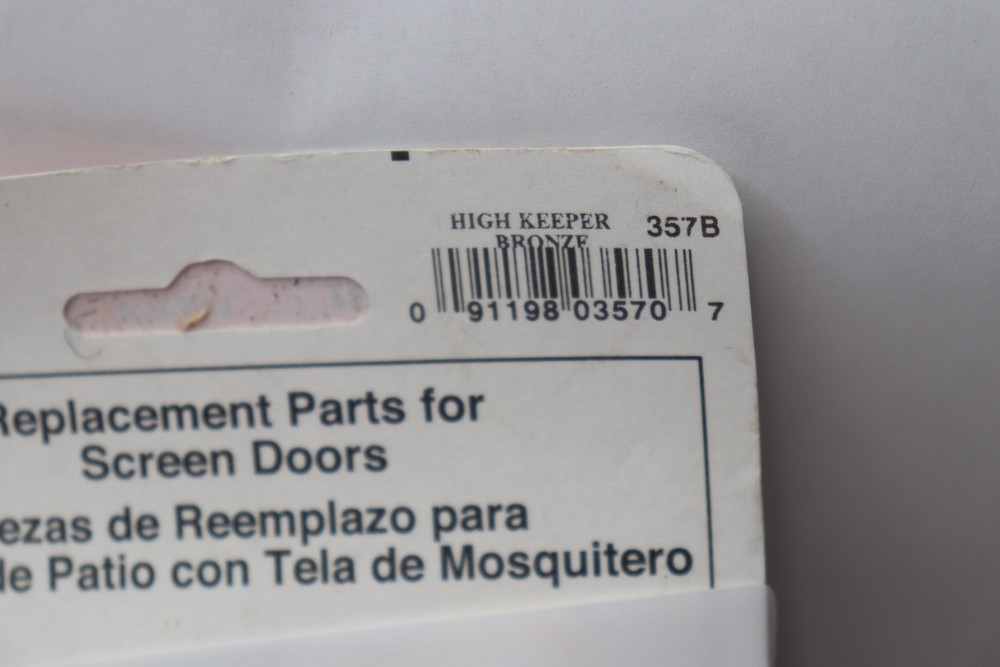 HIGH KEEPER 357B
BRONZE
0 91198 03570 7
Replacement Parts for
Screen Doors
ezas de Reemplazo para
de Patio con Tela de Mosquitero